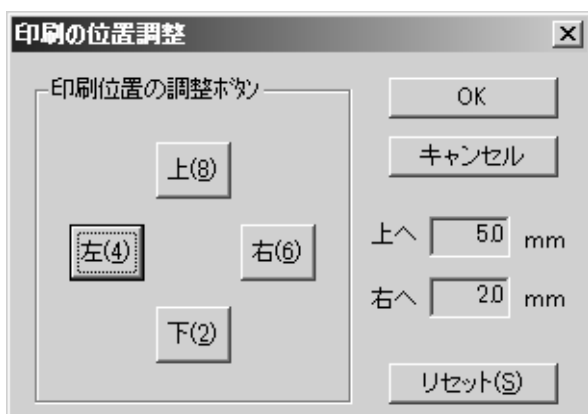 印刷の位置調整
印刷位置の調整ﾎﾞﾀﾝ
上(8)
左(4)
右(6)
下(2)
OK
キャンセル
上へ 5.0 mm
右へ 2.0 mm
リセット(S)